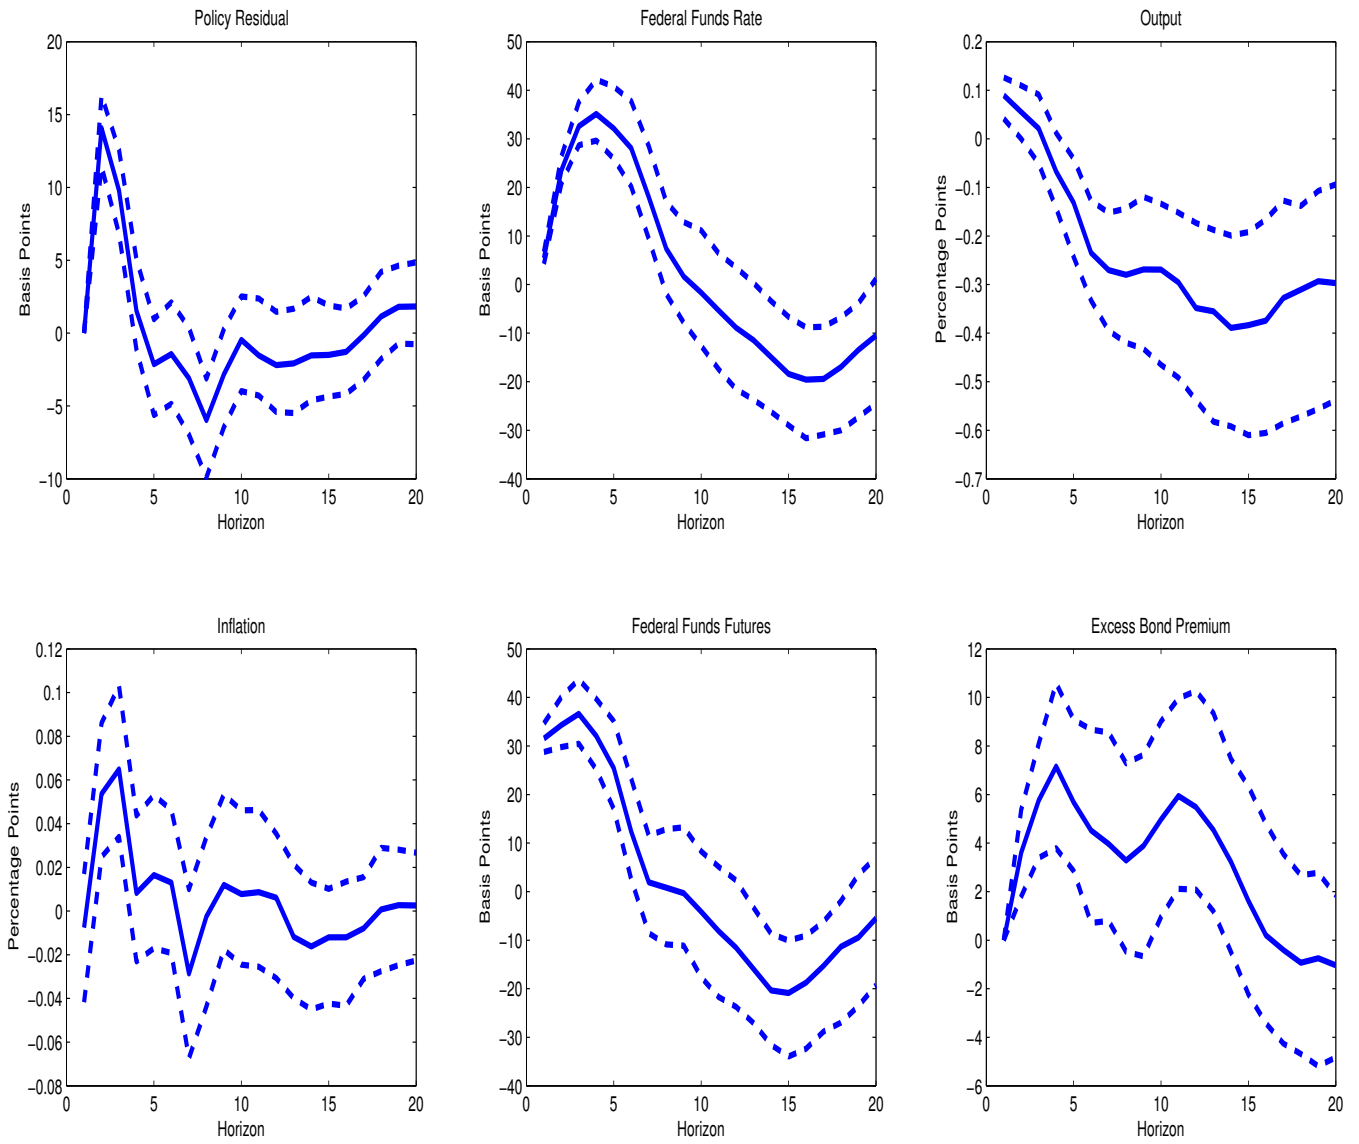 Policy Residual
20
15
10
5
0
−5
−10
Basis Points
0 5 10 15 20
Horizon
Federal Funds Rate
50
40
30
20
10
0
−10
−20
−30
−40
Basis Points
0 5 10 15 20
Horizon
Output
0.2
0.1
0
−0.1
−0.2
−0.3
−0.4
−0.5
−0.6
−0.7
Percentage Points
0 5 10 15 20
Horizon
Inflation
0.12
0.1
0.08
0.06
0.04
0.02
0
−0.02
−0.04
−0.06
−0.08
Percentage Points
0 5 10 15 20
Horizon
Federal Funds Futures
50
40
30
20
10
0
−10
−20
−30
−40
Basis Points
0 5 10 15 20
Horizon
Excess Bond Premium
12
10
8
6
4
2
0
−2
−4
−6
Basis Points
0 5 10 15 20
Horizon